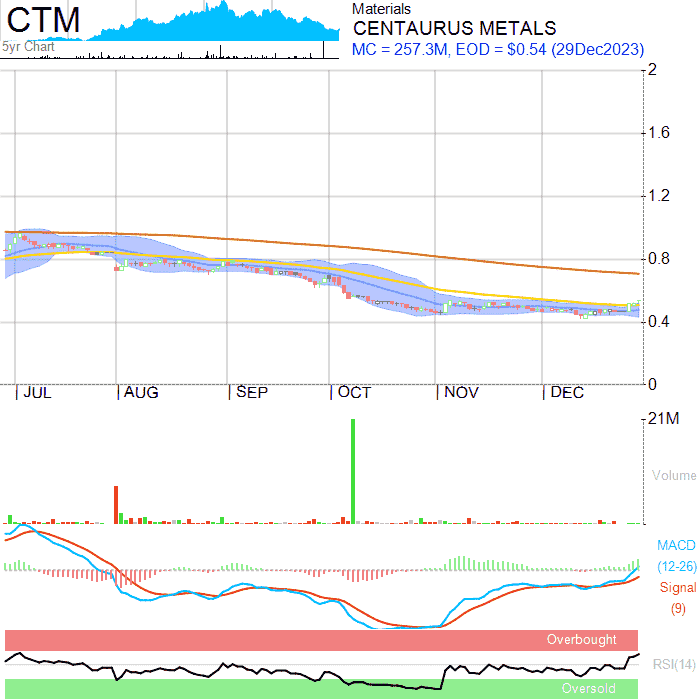 CTM
5yr Chart
Materials
CENTAURUS METALS
MC = 257.3M, EOD = $0.54 (29Dec2023)
2
1.6
1.2
0.8
0.4
0
JUL AUG SEP OCT NOV DEC
21M
Volume
MACD
(12-26)
Signal
(9)
Overbought
RSI(14)
Oversold